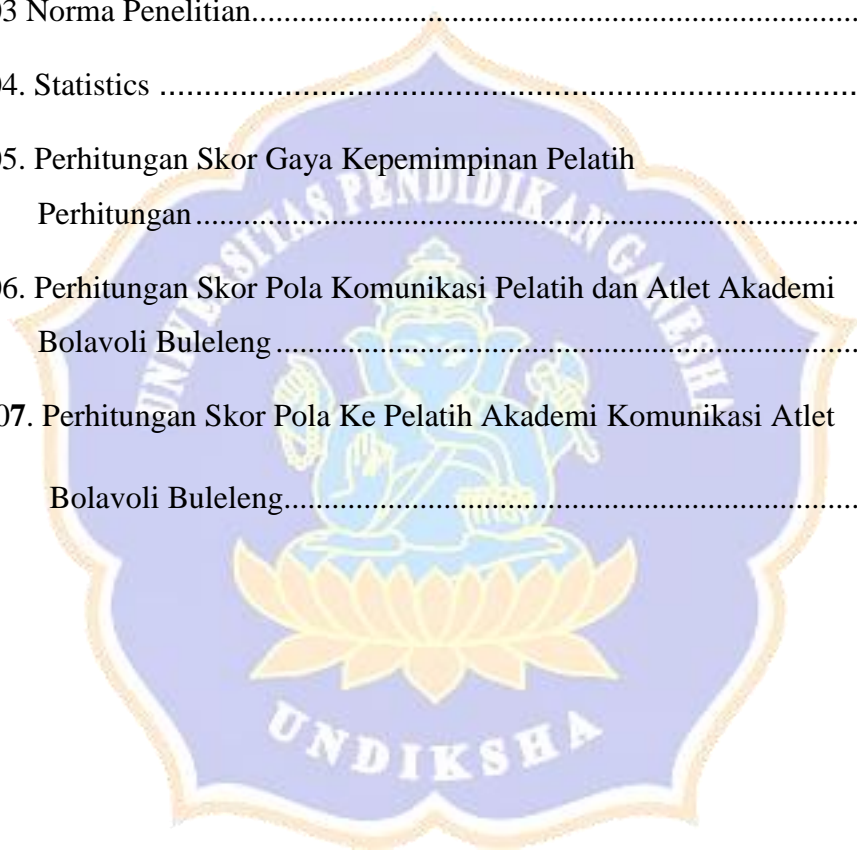 03 Norma Penelitian......................................................................
04. Statistics ......................................................................
05. Perhitungan Skor Gaya Kepemimpinan Pelatih
Perhitungan......................................................................
06. Perhitungan Skor Pola Komunikasi Pelatih dan Atlet Akademi
Bolavoli Buleleng......................................................................
07. Perhitungan Skor Pola Ke Pelatih Akademi Komunikasi Atlet
Bolavoli Buleleng......................................................................
UNIVERSITAS PENDIDIKAN GANESHA
UNDIKSHA